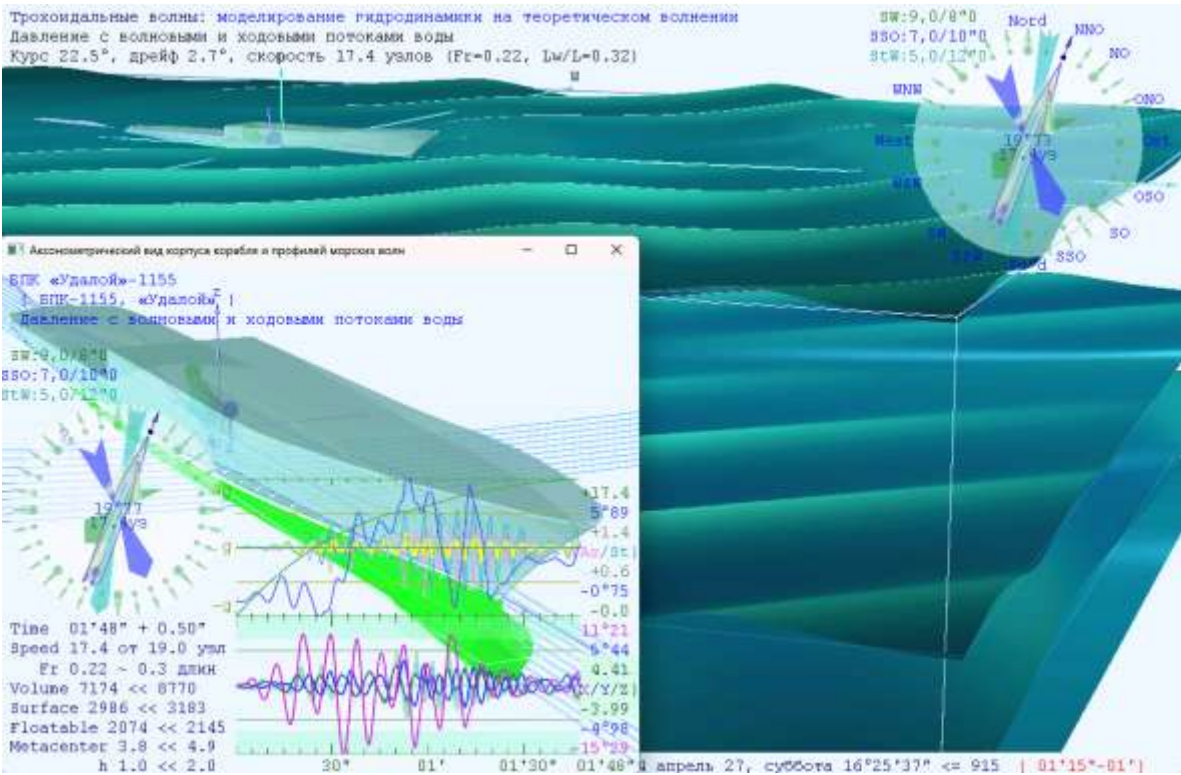 Трохоидальные волны: моделирование гидродинамики на теоретическом волнении
Давление с волновыми и ходовыми потоками воды
Курс 22.5°, дрейф 2.7°, скорость 17.4 узлов (Fr=0.22, Lw/L=0.32)
SW:9,0/8"0
SSO:7,0/10"0
StW:5,0/12"0
Nord
NNO
NO
ONO
Ost
OSO
SO
SSO
WNW
West
WSW
SW
Аксонометрический вид корпуса корабля и профилей морских волн
БПК «Удалой»-1155
{ БПК-1155, «Удалой» }
Давление с волновыми и ходовыми потоками воды
SW:9,0/8"0
SSO:7,0/10"0
StW:5,0/12"0
+17.4
5°89
+1.4
+0.6
-0°75
-0.0
11°21
5°44
4.41
-3.99
-4°98
-15°29
Time 01'48" + 0.50"
Speed 17.4 от 19.0 узл
Fr 0.22 ~ 0.3 длин
Volume 7174 << 8770
Surface 2986 << 3183
Floatable 2074 << 2145
Metacenter 3.8 << 4.9
h 1.0 << 2.0
30" 01' 01'30" 01'48"
апрель 27, суббота 16°25'37" <= 915 [ 01'15"-01']